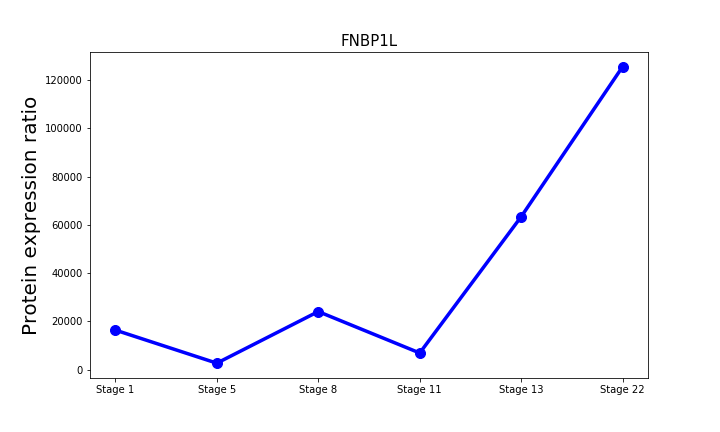 FNBP1L
Protein expression ratio
120000
100000
80000
60000
40000
20000
0
Stage 1
Stage 5
Stage 8
Stage 11
Stage 13
Stage 22